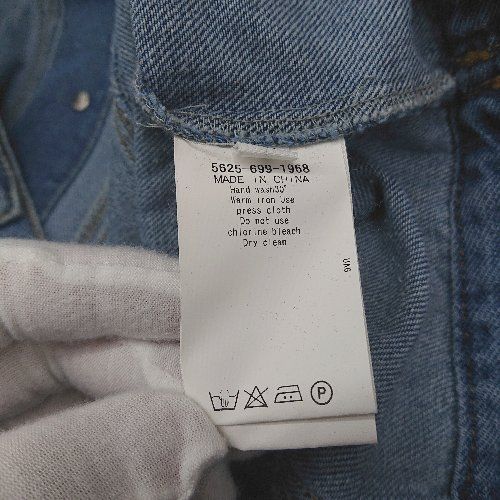 5625 699-1968
MADE IN CHINA
Hand wash30°
Warm iron Use
press cloth
Do not use
chlorine bleach
Dry clean
P